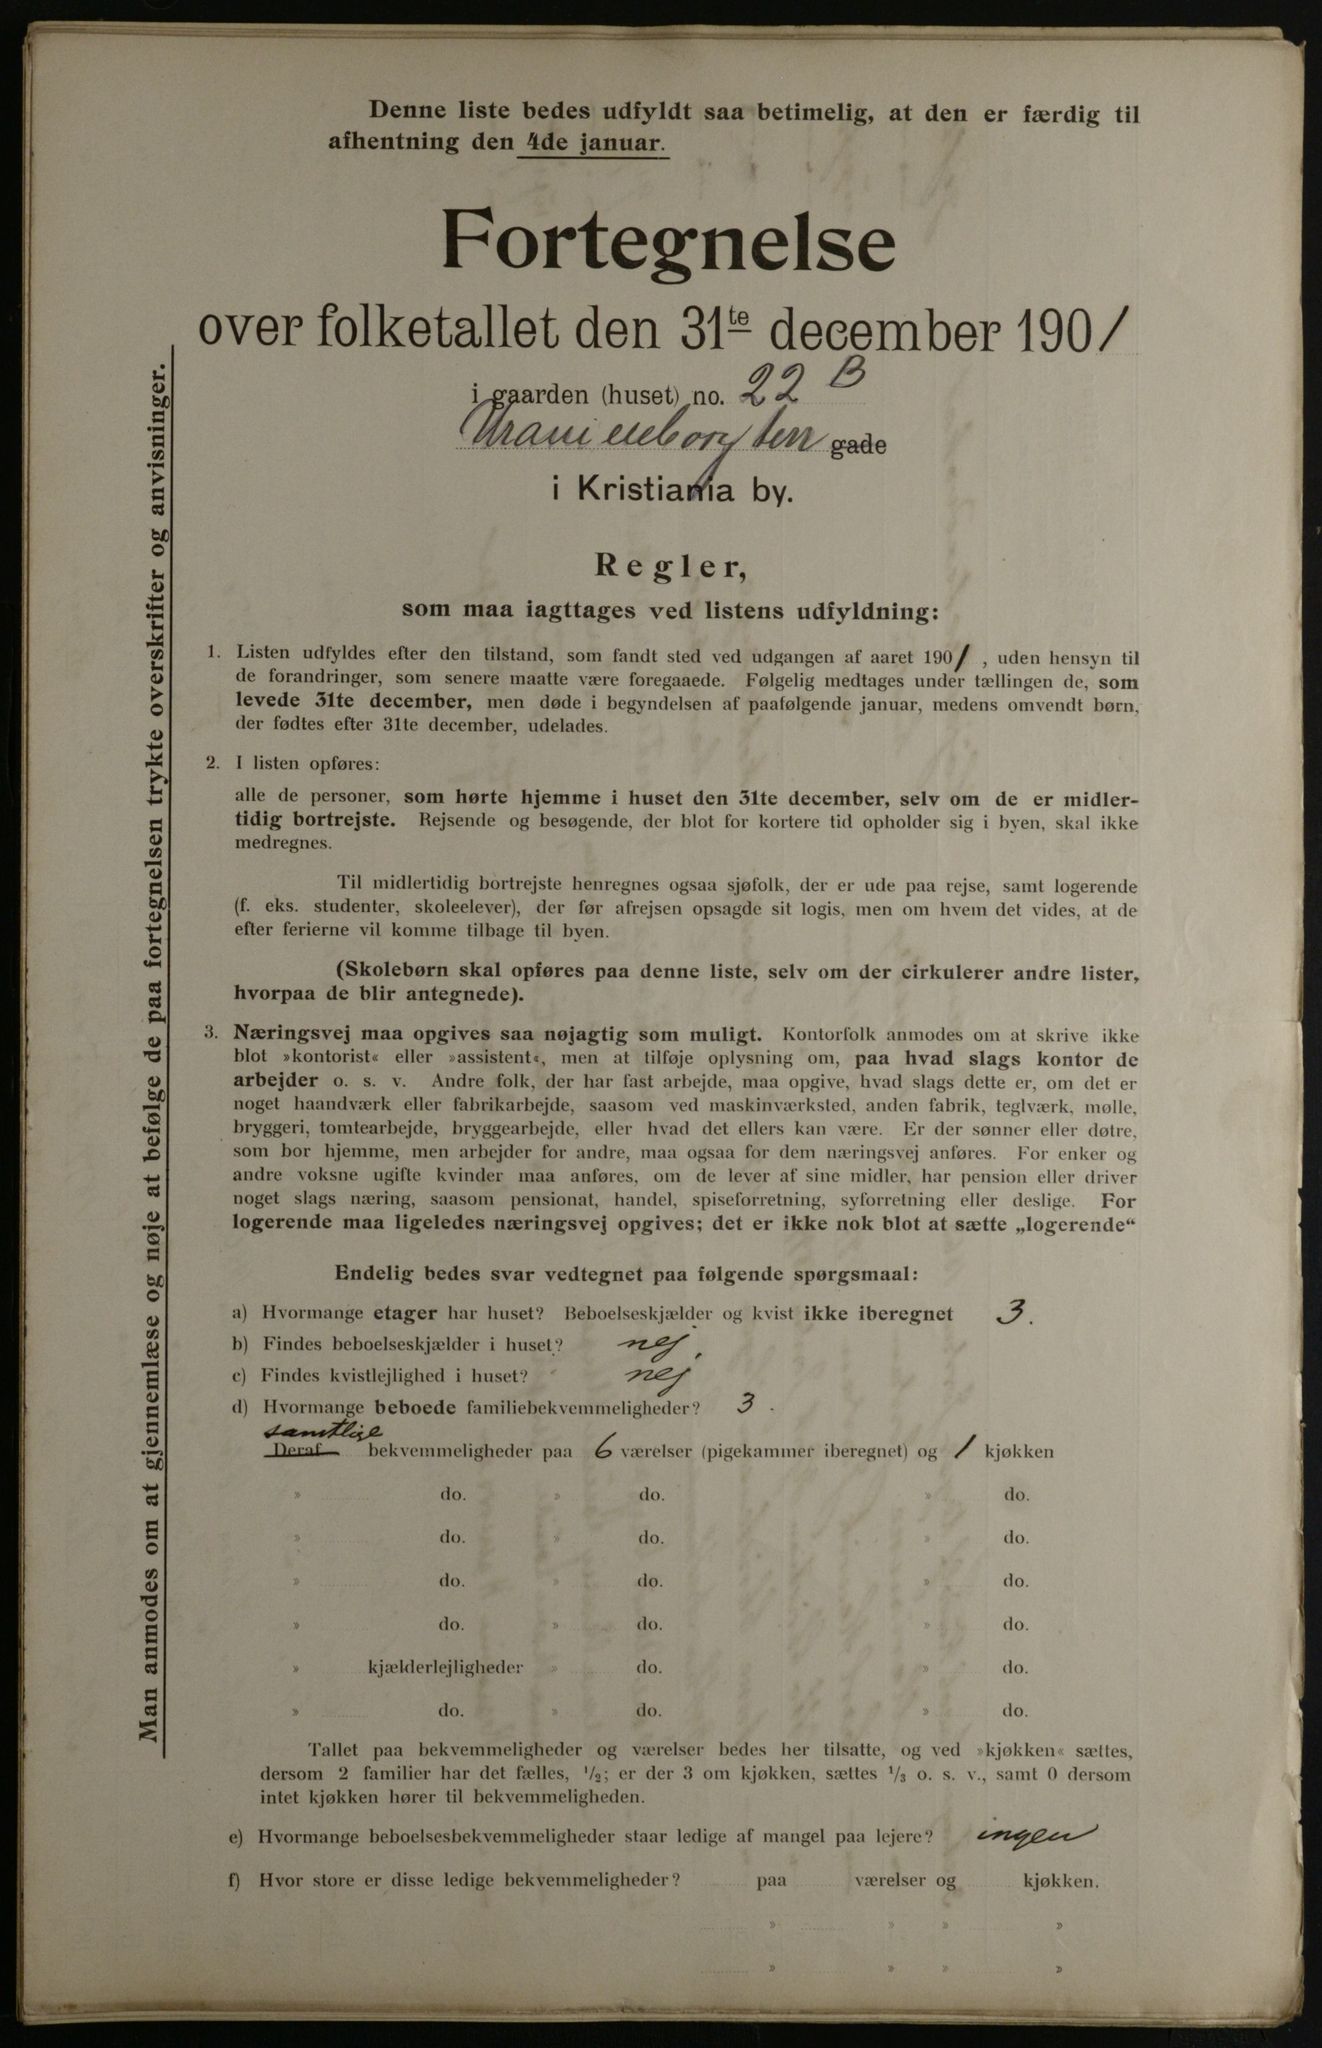 Denne liste bedes udfyldt saa betimelig, at den er færdig til
afhentning den 4de januar.
Fortegnelse
over folketallet den 31te december 1901
i gaarden (huset) no. 22 B
Uranienborg terr gade
i Kristiania by.
Regler,
som maa iagttages ved listens udfyldning:
1. Listen udfyldes efter den tilstand, som fandt sted ved udgangen af aaret 1901, uden hensyn til
de forandringer, som senere maatte være foregaaede. Følgelig medtages under tællingen de, som
levede 31te december, men døde i begyndelsen af paafølgende januar, medens omvendt børn,
der fødtes efter 31te december, udelades.
2. I listen opføres:
alle de personer, som hørte hjemme i huset den 31te december, selv om de er midler-
tidig bortrejste. Rejsende og besøgende, der blot for kortere tid opholder sig i byen, skal ikke
medregnes.
Til midlertidig bortrejste henregnes ogsaa sjøfolk, der er ude paa rejse, samt logerende
(f. eks. studenter, skoleelever), der før afrejsen opsagde sit logis, men om hvem det vides, at de
efter ferierne vil komme tilbage til byen.
(Skolebørn skal opføres paa denne liste, selv om der cirkulerer andre lister,
hvorpaa de blir antegnede).
3. Næringsvej maa opgives saa nøjagtig som muligt. Kontorfolk anmodes om at skrive ikke
blot »kontorist« eller »assistent«, men at tilføje oplysning om, paa hvad slags kontor de
arbejder o. s. v. Andre folk, der har fast arbejde, maa opgive, hvad slags dette er, om det er
noget haandværk eller fabrikarbejde, saasom ved maskinværksted, anden fabrik, teglværk, mølle,
bryggeri, tomtearbejde, bryggearbejde, eller hvad det ellers kan være. Er der sønner eller døtre,
som bor hjemme, men arbejder for andre, maa ogsaa for dem næringsvej anføres. For enker og
andre voksne ugifte kvinder maa anføres, om de lever af sine midler, har pension eller driver
noget slags næring, saasom pensionat, handel, spiseforretning, syforretning eller deslige. For
logerende maa ligeledes næringsvej opgives; det er ikke nok blot at sætte „logerende“
Endelig bedes svar vedtegnet paa følgende spørgsmaal:
a) Hvormange etager har huset? Beboelseskjælder og kvist ikke iberegnet 3.
b) Findes beboelseskjælder i huset? nej.
c) Findes kvistlejlighed i huset? nej
d) Hvormange beboede familiebekvemmeligheder? 3.
samtlige
Deraf bekvemmeligheder paa 6 værelser (pigekammer iberegnet) og 1 kjøkken
» do. » do. » do.
» do. » do. » do.
» do. » do. » do.
» do. » do. » do.
» kjælderlejligheder » do. » do.
» do. » do. » do.
Tallet paa bekvemmeligheder og værelser bedes her tilsatte, og ved »kjøkken« sættes,
dersom 2 familier har det fælles, 1/2; er der 3 om kjøkken, sættes 1/3 o. s. v., samt 0 dersom
intet kjøkken hører til bekvemmeligheden.
e) Hvormange beboelsesbekvemmeligheder staar ledige af mangel paa lejere? ingen
f) Hvor store er disse ledige bekvemmeligheder? paa værelser og kjøkken.
» » » »
» » » »
Man anmodes om at gjennemlæse og nøje at befølge de paa fortegnelsen trykte overskrifter og anvisninger.